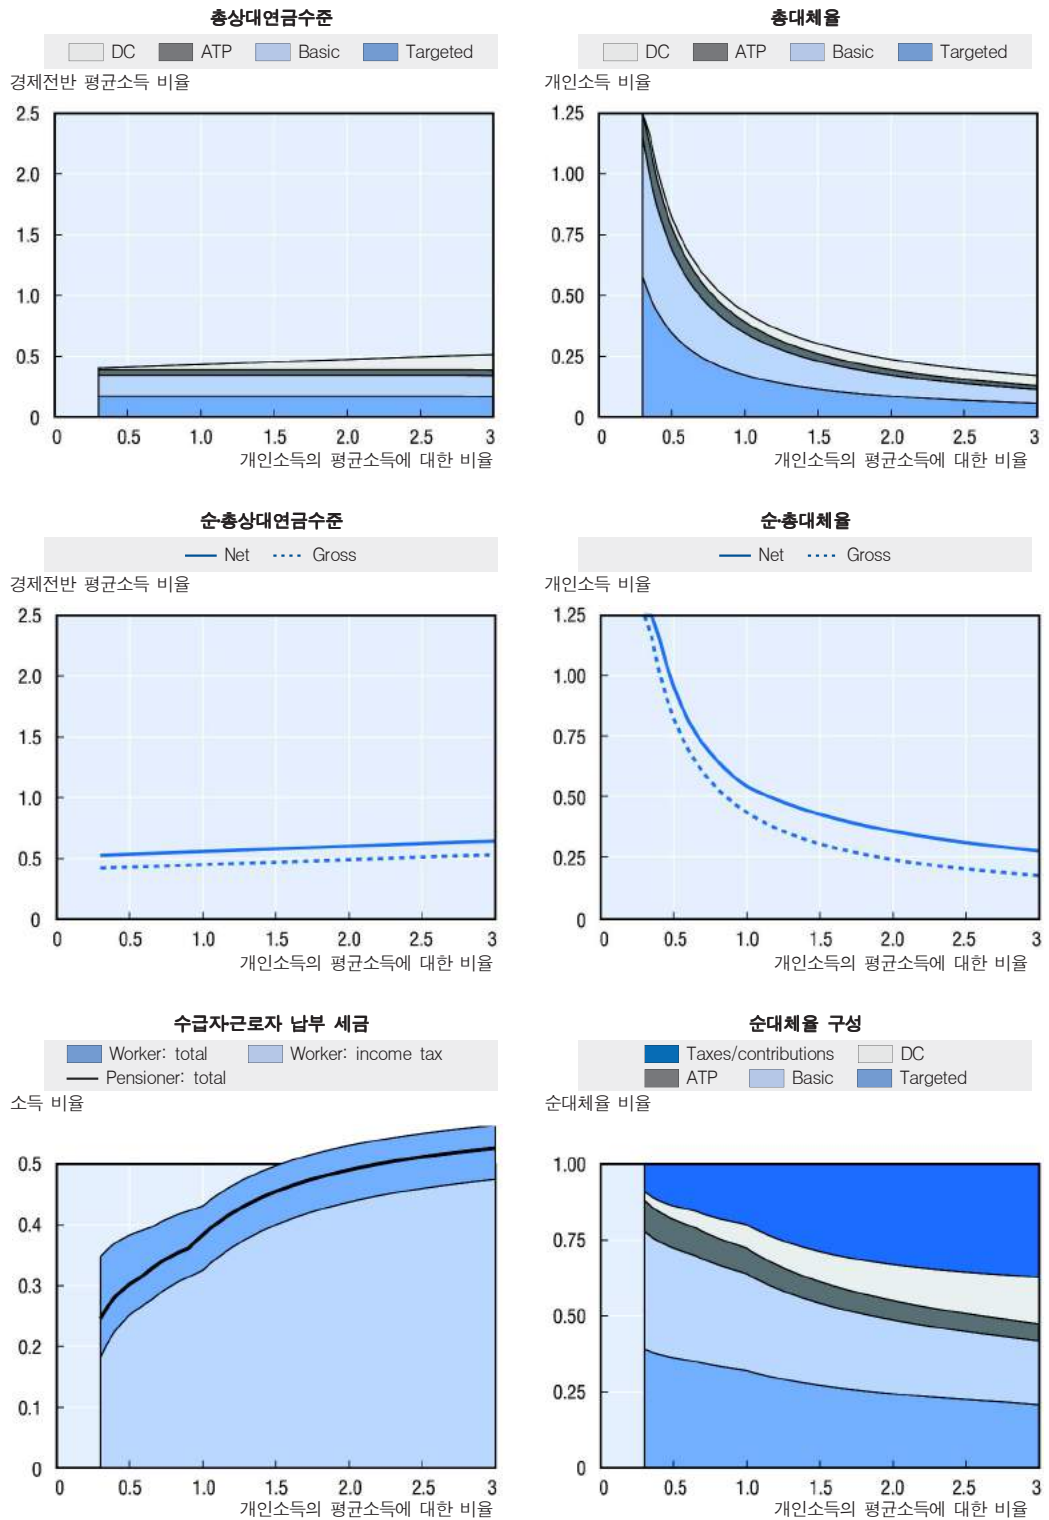 총상대연금수준
DC ATP Basic Targeted
경제전반 평균소득 비율
2.5
2.0
1.5
1.0
0.5
0
0 0.5 1.0 1.5 2.0 2.5 3
개인소득의 평균소득에 대한 비율
총대체율
DC ATP Basic Targeted
개인소득 비율
1.25
1.00
0.75
0.50
0.25
0
0 0.5 1.0 1.5 2.0 2.5 3
개인소득의 평균소득에 대한 비율
순·총상대연금수준
Net Gross
경제전반 평균소득 비율
2.5
2.0
1.5
1.0
0.5
0
0 0.5 1.0 1.5 2.0 2.5 3
개인소득의 평균소득에 대한 비율
순·총대체율
Net Gross
개인소득 비율
1.25
1.00
0.75
0.50
0.25
0
0 0.5 1.0 1.5 2.0 2.5 3
개인소득의 평균소득에 대한 비율
수급자·근로자 납부 세금
Worker: total Worker: income tax
Pensioner: total
소득 비율
0.5
0.4
0.3
0.2
0.1
0
0 0.5 1.0 1.5 2.0 2.5 3
개인소득의 평균소득에 대한 비율
순대체율 구성
Taxes/contributions DC
ATP Basic Targeted
순대체율 비율
1.00
0.75
0.50
0.25
0
0 0.5 1.0 1.5 2.0 2.5 3
개인소득의 평균소득에 대한 비율